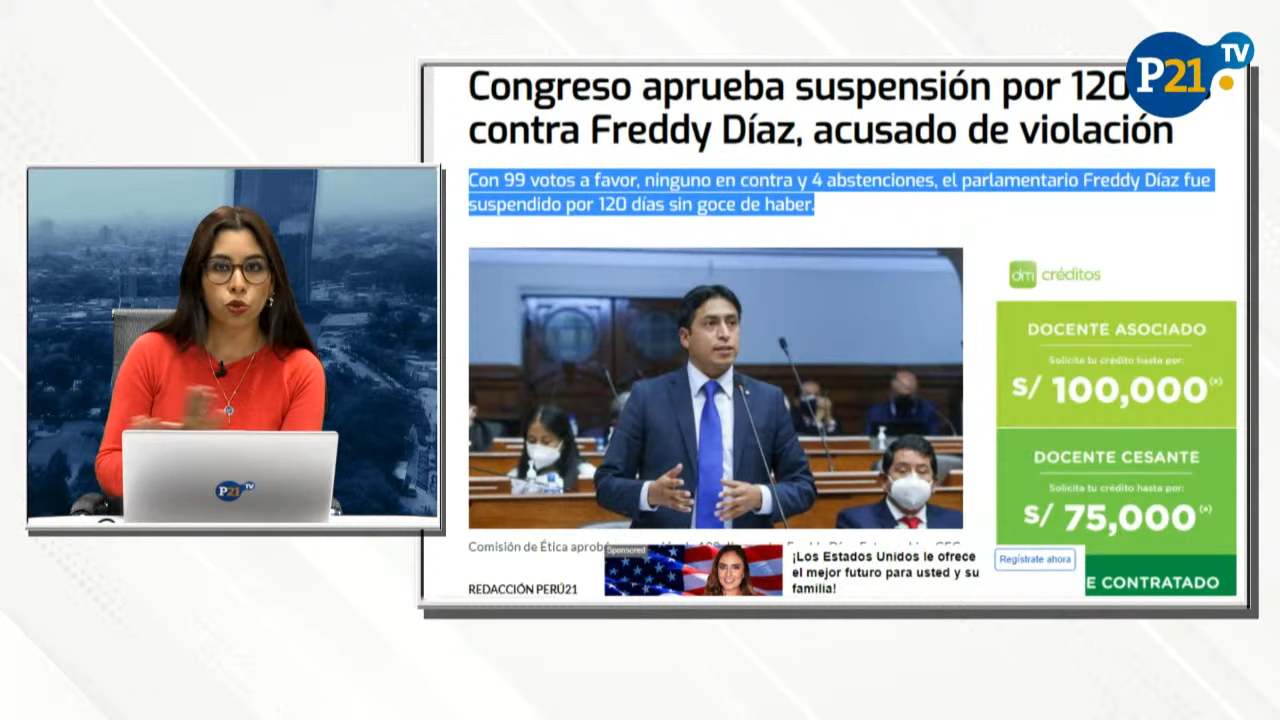 P21 TV
Congreso aprueba suspensión por 120
contra Freddy Díaz, acusado de violación
Con 99 votos a favor, ninguno en contra y 4 abstenciones, el parlamentario Freddy Díaz fue
suspendido por 120 días sin goce de haber.
dm créditos
DOCENTE ASOCIADO
Solicita tu crédito hasta por:
S/ 100,000(*)
DOCENTE CESANTE
Solicita tu crédito hasta por:
S/ 75,000(*)
E CONTRATADO
P21 TV
Comisión de Ética
REDACCIÓN PERÚ21
Sponsored
¡Los Estados Unidos le ofrece
el mejor futuro para usted y su
familia!
Regístrate ahora